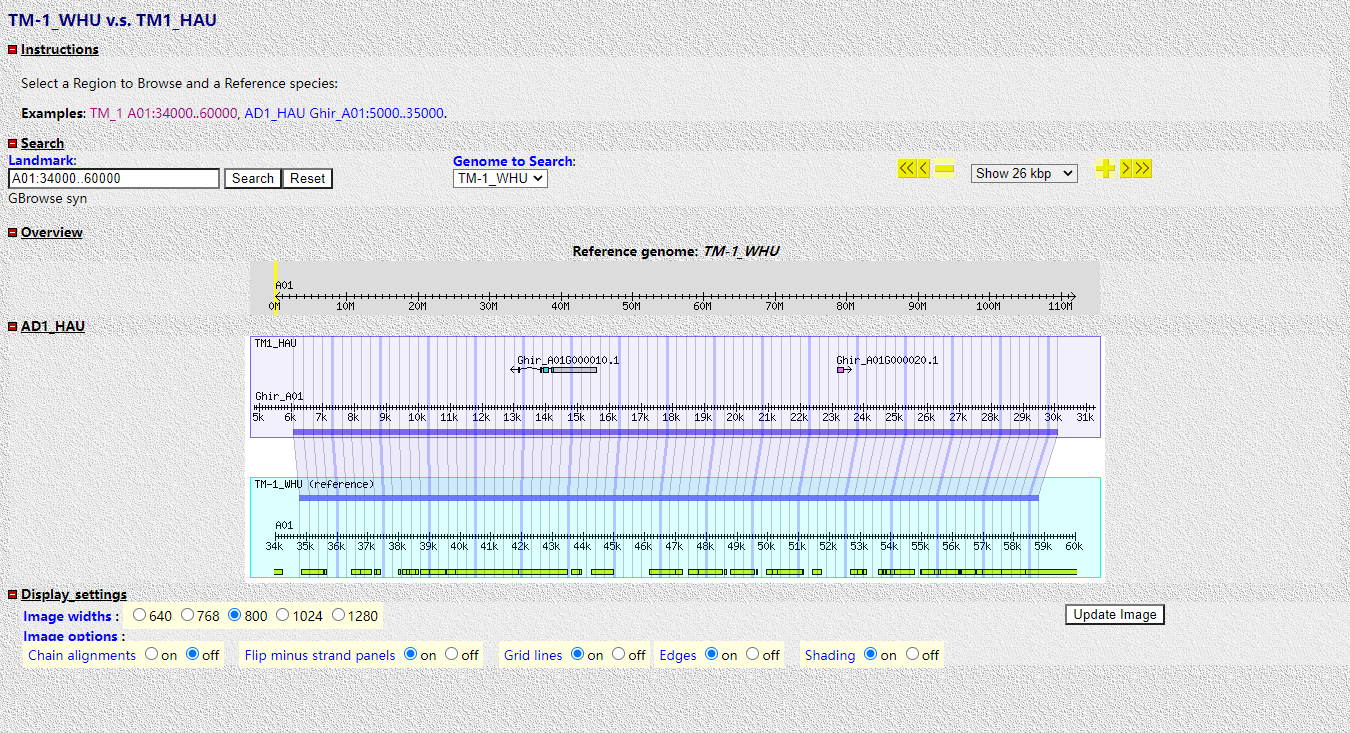 TM-1_WHU v.s. TM1_HAU
Instructions
Select a Region to Browse and a Reference species:
Examples: TM_1 A01:34000..60000, AD1_HAU Ghir_A01:5000..35000.
Search
Landmark: Genome to Search:
A01:34000..60000 Search Reset TM-1_WHU << < Show 26 kbp > >>
GBrowse syn
Overview
Reference genome: TM-1_WHU
A01
0M 10M 20M 30M 40M 50M 60M 70M 80M 90M 100M 110M
AD1_HAU
TM1_HAU
Ghir_A01G000010.1 Ghir_A01G000020.1
Ghir_A01
5k 6k 7k 8k 9k 10k 11k 12k 13k 14k 15k 16k 17k 18k 19k 20k 21k 22k 23k 24k 25k 26k 27k 28k 29k 30k 31k
TM-1_WHU (reference)
A01
34k 35k 36k 37k 38k 39k 40k 41k 42k 43k 44k 45k 46k 47k 48k 49k 50k 51k 52k 53k 54k 55k 56k 57k 58k 59k 60k
Display_settings
Image widths : 640 768 800 1024 1280 Update Image
Image options :
Chain alignments on off Flip minus strand panels on off Grid lines on off Edges on off Shading on off